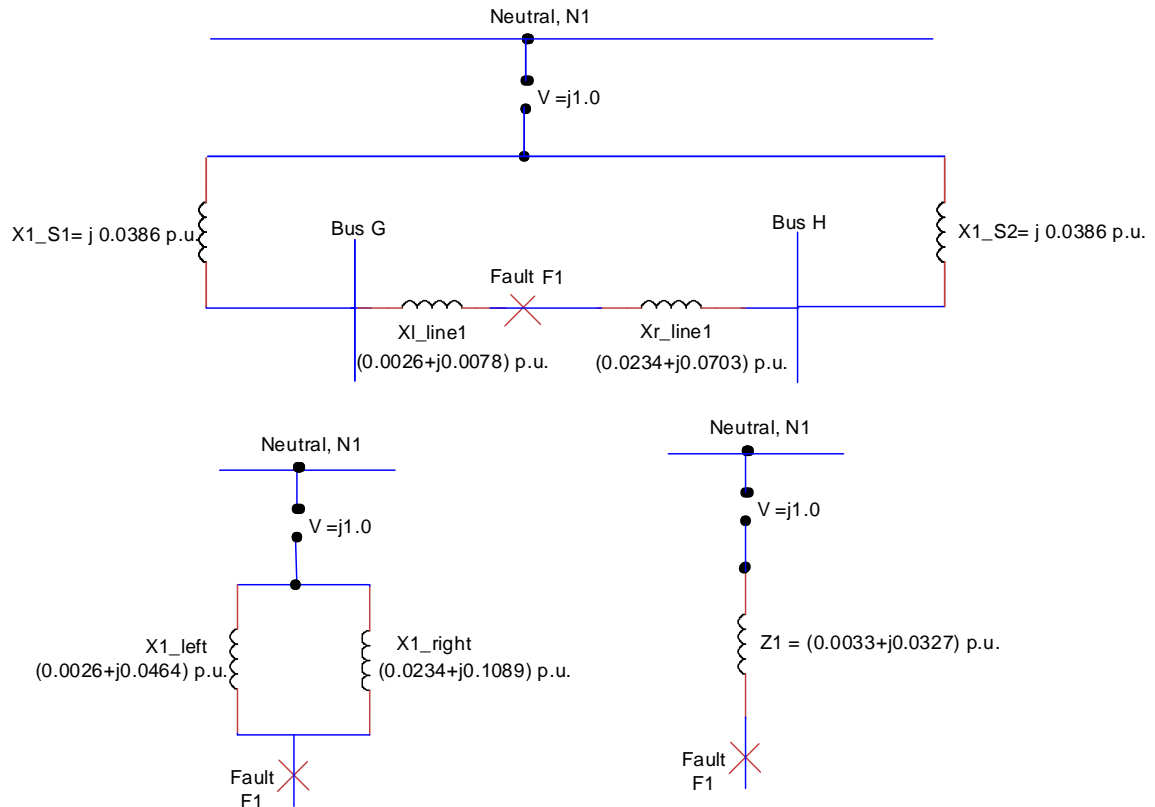 Neutral, N1
V =j1.0
X1_S1= j 0.0386 p.u.
Bus G
Bus H
X1_S2= j 0.0386 p.u.
Fault F1
Xl_line1
(0.0026+j0.0078) p.u.
Xr_line1
(0.0234+j0.0703) p.u.
Neutral, N1
V =j1.0
X1_left
(0.0026+j0.0464) p.u.
X1_right
(0.0234+j0.1089) p.u.
Fault
F1
Neutral, N1
V =j1.0
Z1 = (0.0033+j0.0327) p.u.
Fault
F1